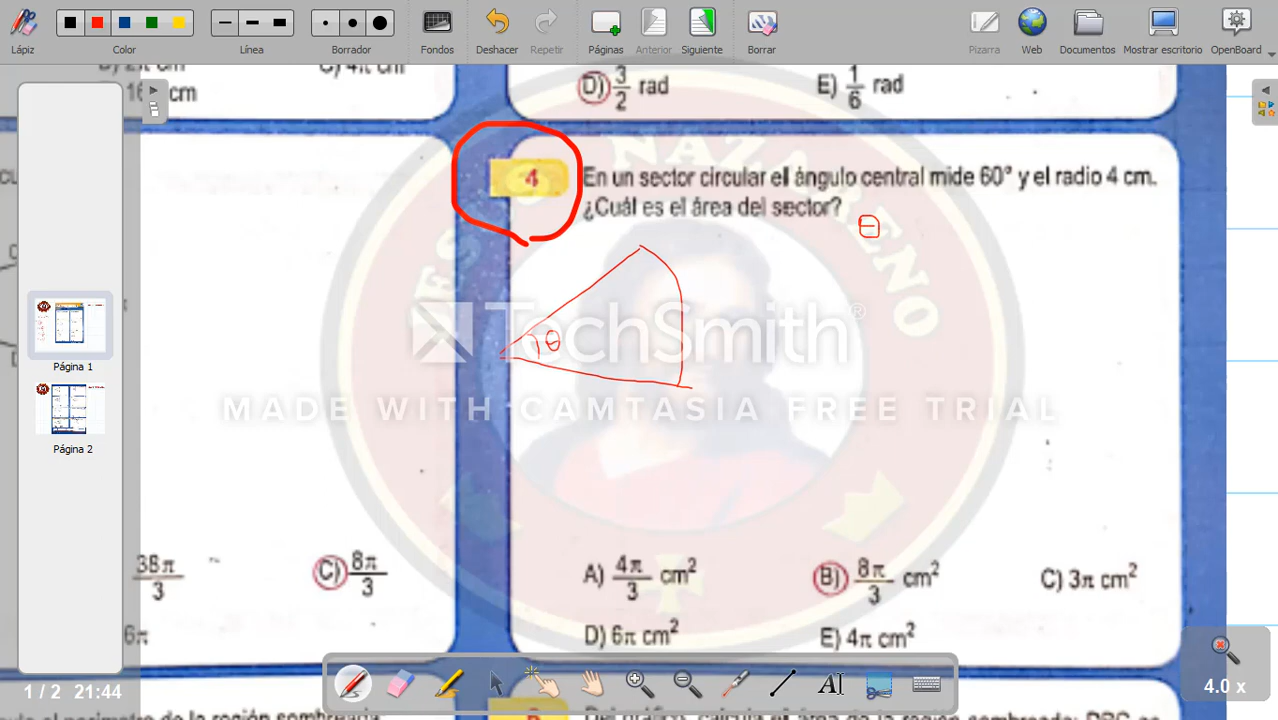 Lápiz
Color
Línea
Borrador
Fondos
Deshacer
Repetir
Páginas
Anterior
Siguiente
Borrar
Pizarra
Web
Documentos
Mostrar escritorio
OpenBoard
C) 4π cm
D) 3/2 rad
E) 1/6 rad
4
En un sector circular el ángulo central mide 60° y el radio 4 cm.
¿Cuál es el área del sector?
θ
θ
NAZARENO
TechSmith®
MADE WITH CAMTASIA FREE TRIAL
Página 1
Página 2
38π/3
C) 8π/3
6π
A) 4π/3 cm²
B) 8π/3 cm²
C) 3π cm²
D) 6π cm²
E) 4π cm²
1 / 2 21:44
4.0 x